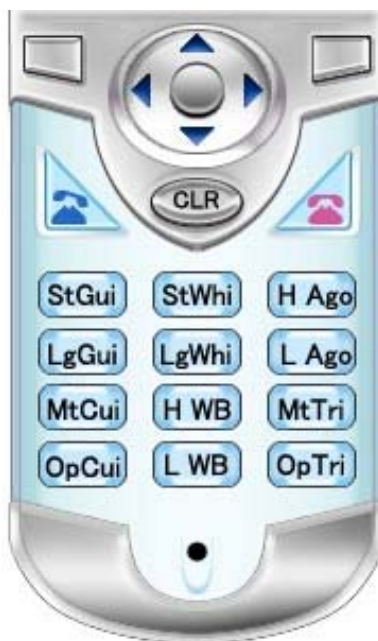 CLR
StGui StWhi H Ago
LgGui LgWhi L Ago
MtCui H WB MtTri
OpCui L WB OpTri